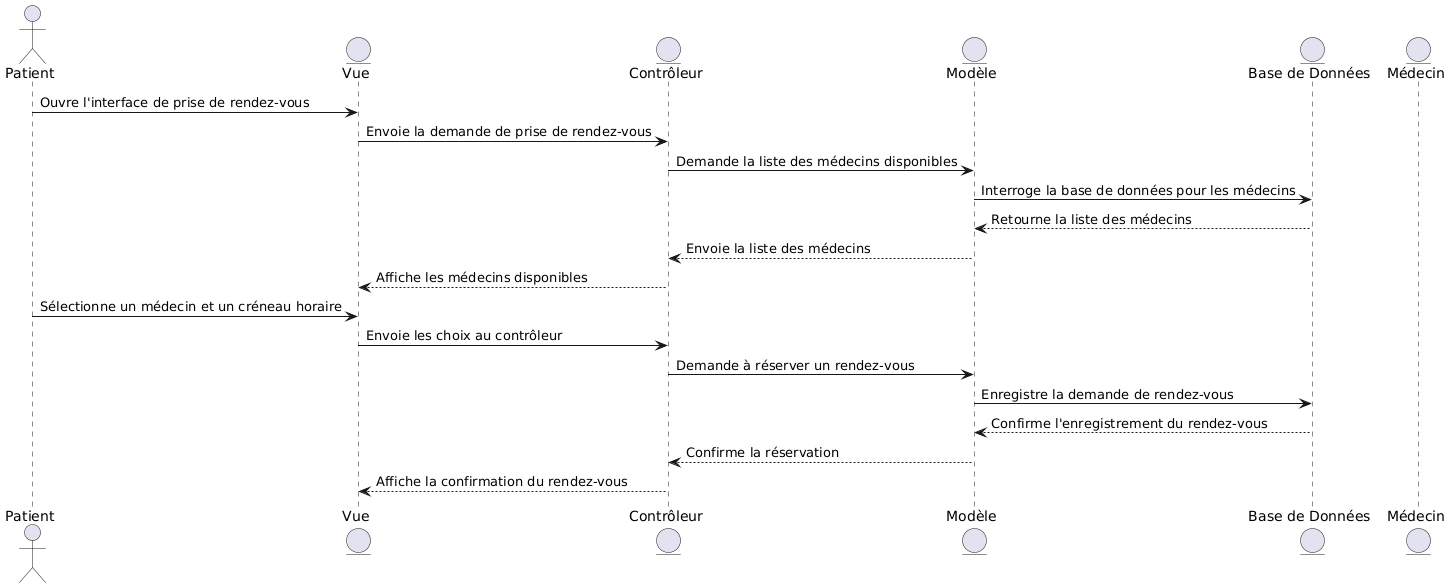 Patient
Vue
Contrôleur
Modèle
Base de Données
Médecin
Ouvre l'interface de prise de rendez-vous
Envoie la demande de prise de rendez-vous
Demande la liste des médecins disponibles
Interroge la base de données pour les médecins
Retourne la liste des médecins
Envoie la liste des médecins
Affiche les médecins disponibles
Sélectionne un médecin et un créneau horaire
Envoie les choix au contrôleur
Demande à réserver un rendez-vous
Enregistre la demande de rendez-vous
Confirme l'enregistrement du rendez-vous
Confirme la réservation
Affiche la confirmation du rendez-vous
Patient
Vue
Contrôleur
Modèle
Base de Données
Médecin